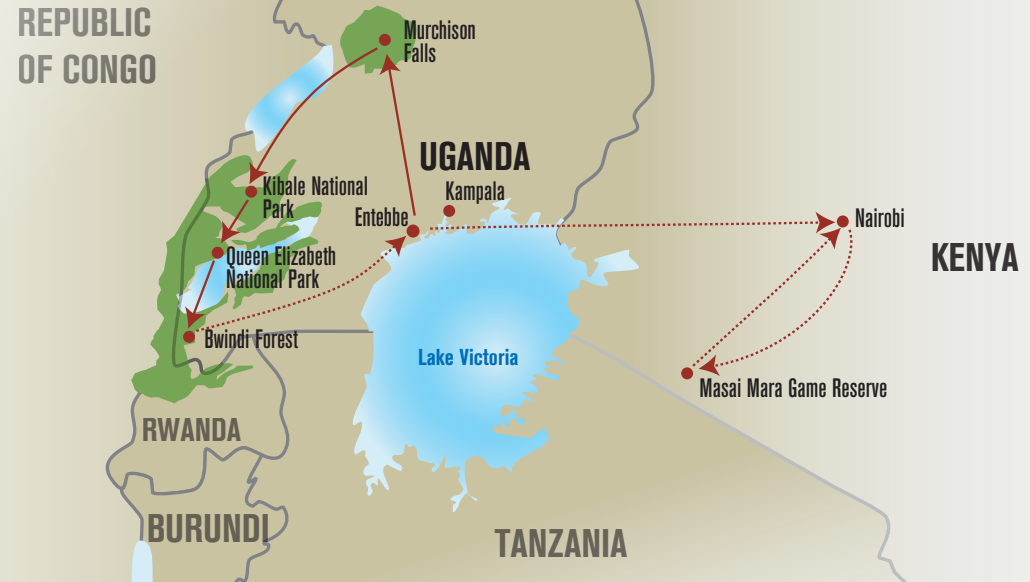 REPUBLIC
OF CONGO
Murchison
Falls
UGANDA
Kampala
Kibale National
Park
Entebbe
Nairobi
Queen Elizabeth
National Park
KENYA
Bwindi Forest
Lake Victoria
Masai Mara Game Reserve
RWANDA
BURUNDI
TANZANIA